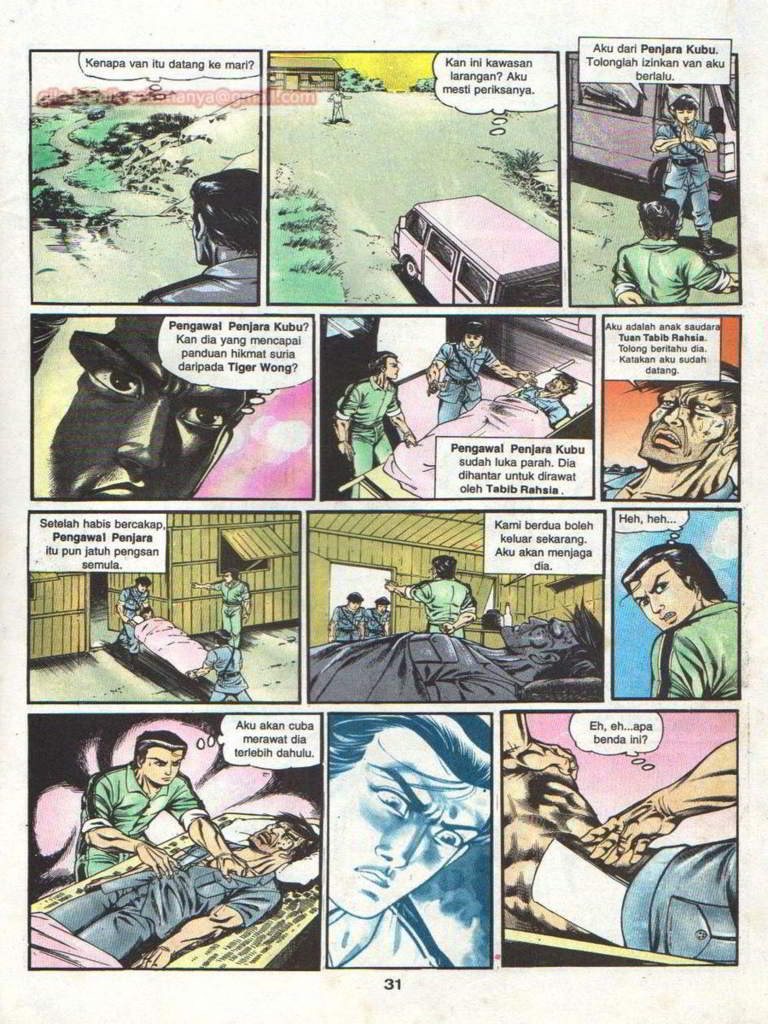 Kenapa van itu datang ke mari?
Kan ini kawasan
larangan? Aku
mesti periksanya.
Aku dari Penjara Kubu.
Tolonglah izinkan van aku
berlalu.
Pengawal Penjara Kubu?
Kan dia yang mencapai
panduan hikmat suria
daripada Tiger Wong?
Pengawal Penjara Kubu
sudah luka parah. Dia
dihantar untuk dirawat
oleh Tabib Rahsia.
Aku adalah anak saudara
Tuan Tabib Rahsia.
Tolong beritahu dia.
Katakan aku sudah
datang.
Setelah habis bercakap,
Pengawal Penjara
itu pun jatuh pengsan
semula.
Kami berdua boleh
keluar sekarang.
Aku akan menjaga
dia.
Heh, heh...
Aku akan cuba
merawat dia
terlebih dahulu.
Eh, eh...apa
benda ini?
31